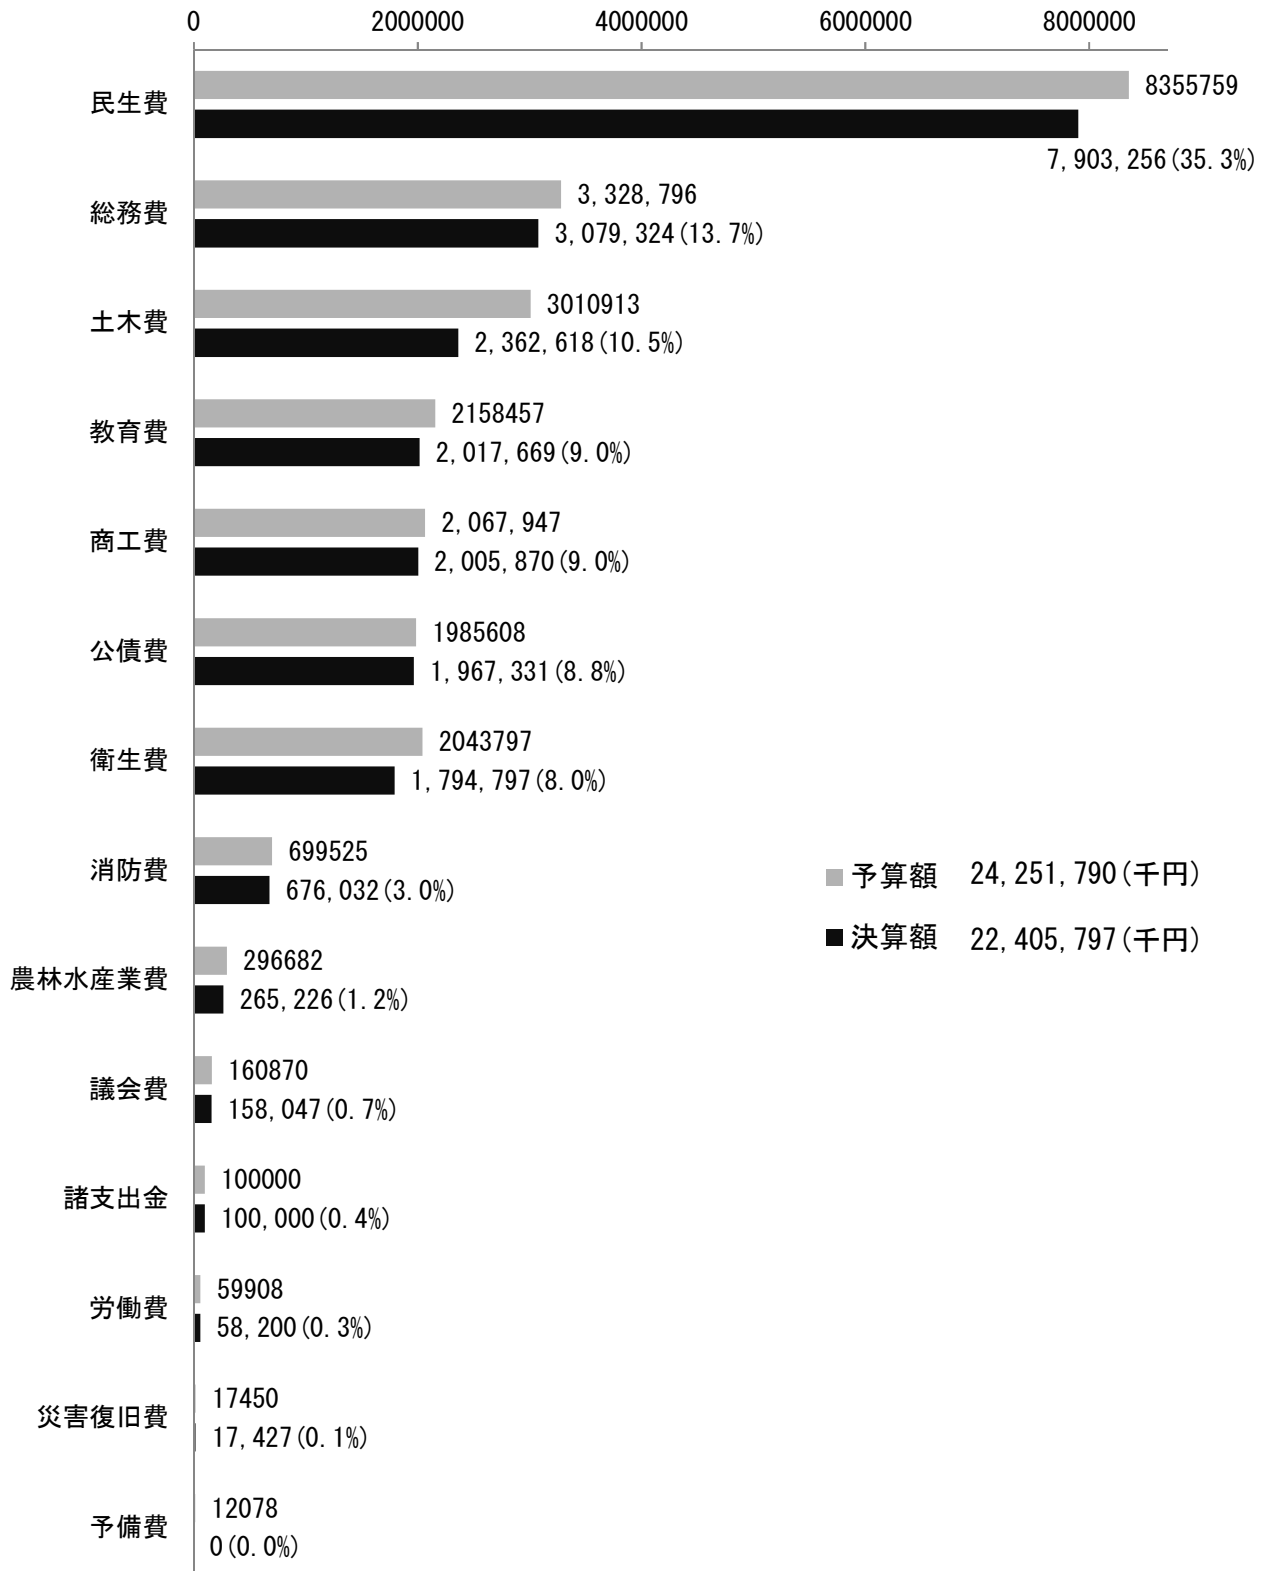 0 2000000 4000000 6000000 8000000
民生費
8355759
7,903,256(35.3%)
総務費
3,328,796
3,079,324(13.7%)
土木費
3010913
2,362,618(10.5%)
教育費
2158457
2,017,669(9.0%)
商工費
2,067,947
2,005,870(9.0%)
公債費
1985608
1,967,331(8.8%)
衛生費
2043797
1,794,797(8.0%)
消防費
699525
676,032(3.0%)
予算額 24,251,790(千円)
決算額 22,405,797(千円)
農林水産業費
296682
265,226(1.2%)
議会費
160870
158,047(0.7%)
諸支出金
100000
100,000(0.4%)
労働費
59908
58,200(0.3%)
災害復旧費
17450
17,427(0.1%)
予備費
12078
0(0.0%)